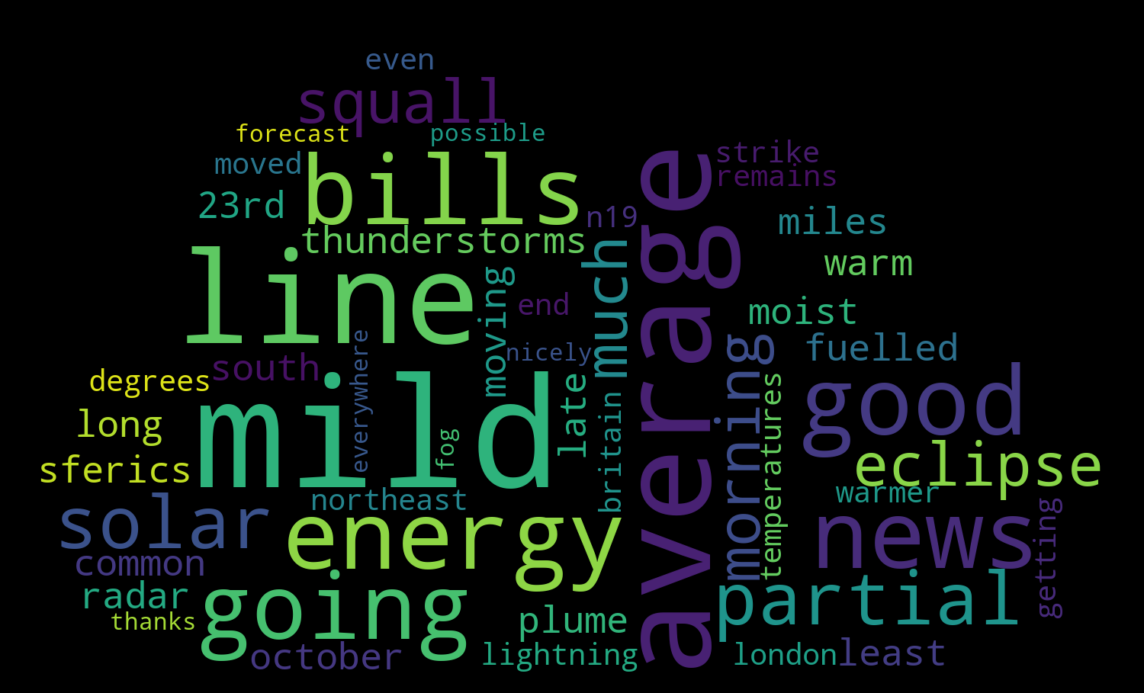 even
squall
forecast
possible
moved
bills
strike
remains
23rd
n19
miles
thunderstorms
warm
line
moving
end
much
average
moist
nicely
morning
fuelled
south
degrees
everywhere
mild
fog
late
britain
temperatures
good
long
sferics
eclipse
northeast
warmer
solar
energy
news
getting
common
radar
going
plume
partial
thanks
october
lightning
london
least